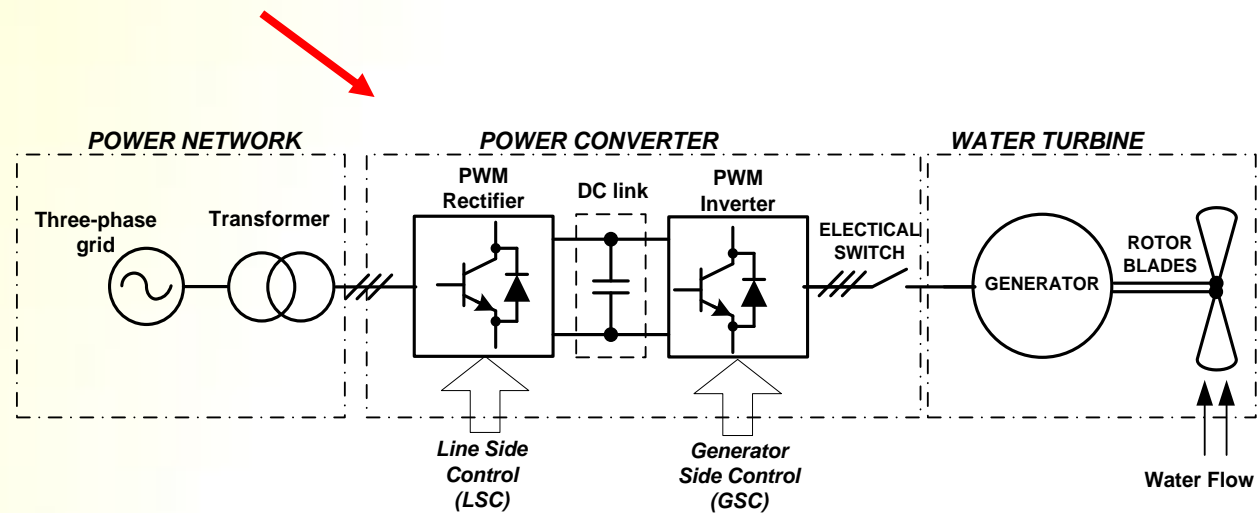 POWER NETWORK
POWER CONVERTER
WATER TURBINE
Three-phase
grid
Transformer
PWM
Rectifier
DC link
PWM
Inverter
ELECTICAL
SWITCH
GENERATOR
ROTOR
BLADES
Line Side
Control
(LSC)
Generator
Side Control
(GSC)
Water Flow